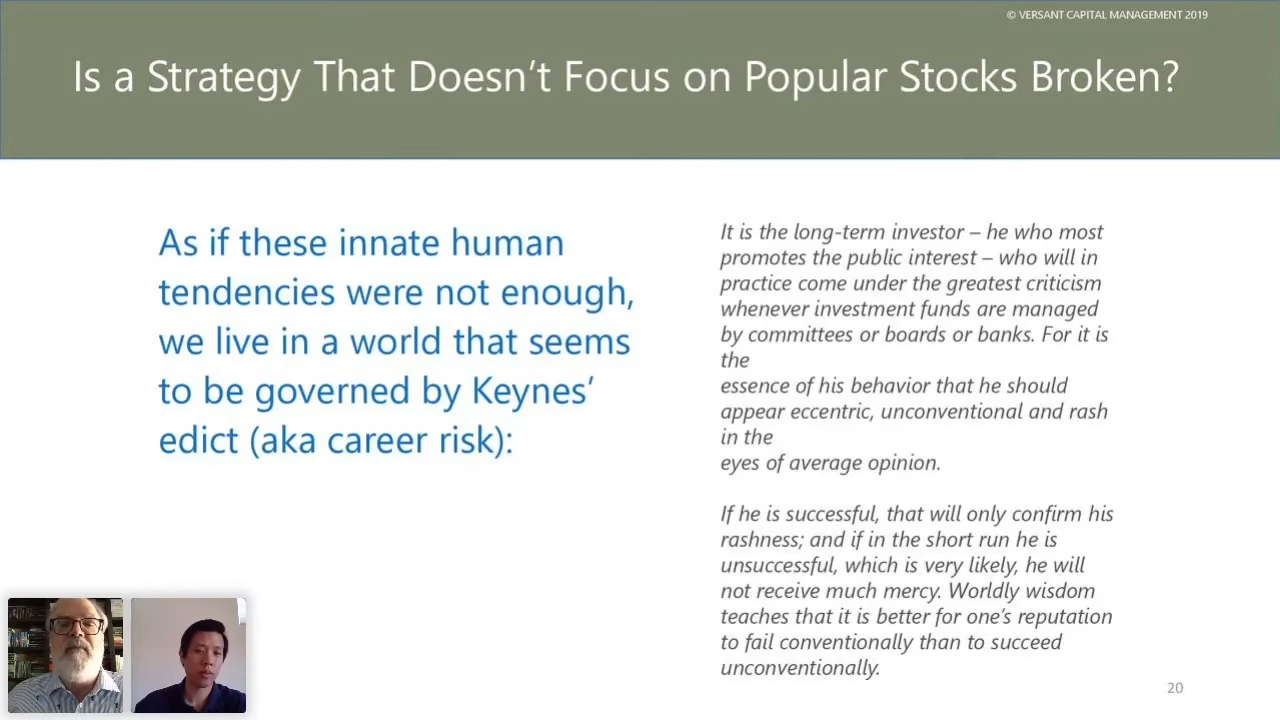 © VERSANT CAPITAL MANAGEMENT 2019
Is a Strategy That Doesn’t Focus on Popular Stocks Broken?
As if these innate human
tendencies were not enough,
we live in a world that seems
to be governed by Keynes’
edict (aka career risk):
It is the long-term investor – he who most
promotes the public interest – who will in
practice come under the greatest criticism
whenever investment funds are managed
by committees or boards or banks. For it is
the
essence of his behavior that he should
appear eccentric, unconventional and rash
in the
eyes of average opinion.
If he is successful, that will only confirm his
rashness; and if in the short run he is
unsuccessful, which is very likely, he will
not receive much mercy. Worldly wisdom
teaches that it is better for one’s reputation
to fail conventionally than to succeed
unconventionally.
20